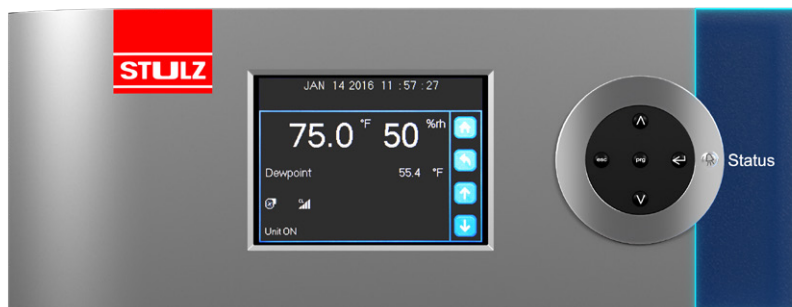 STULZ
JAN 14 2016 11 :57 :27
75.0 °F 50 %rh
Dewpoint 55.4 °F
Unit ON
esc prg
Status